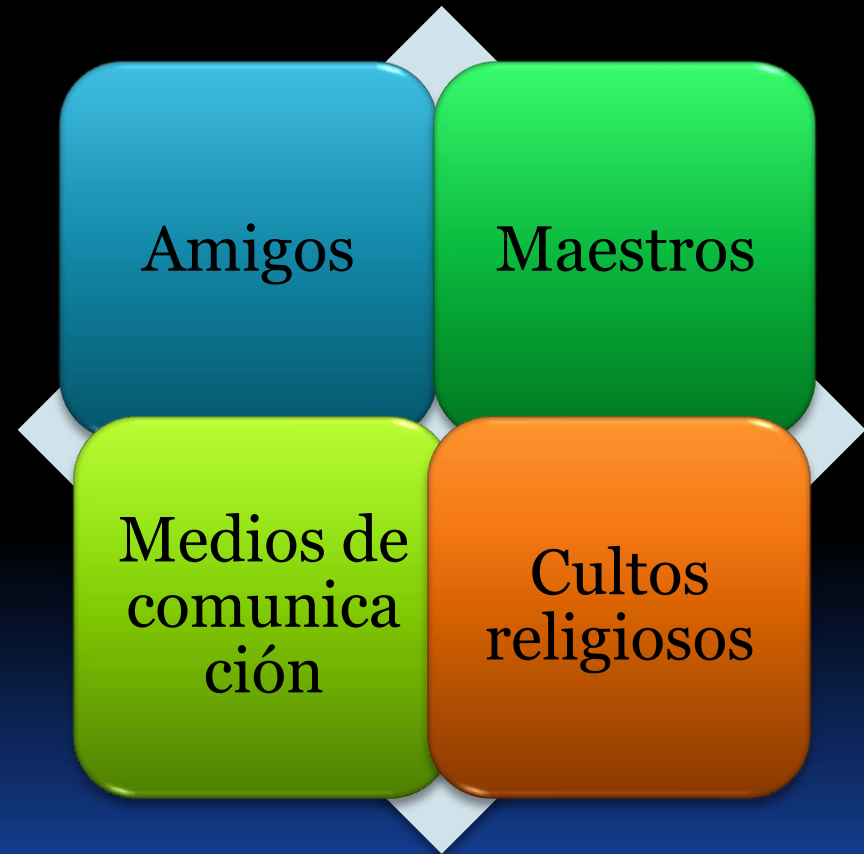 Amigos
Maestros
Medios de
comunica
ción
Cultos
religiosos